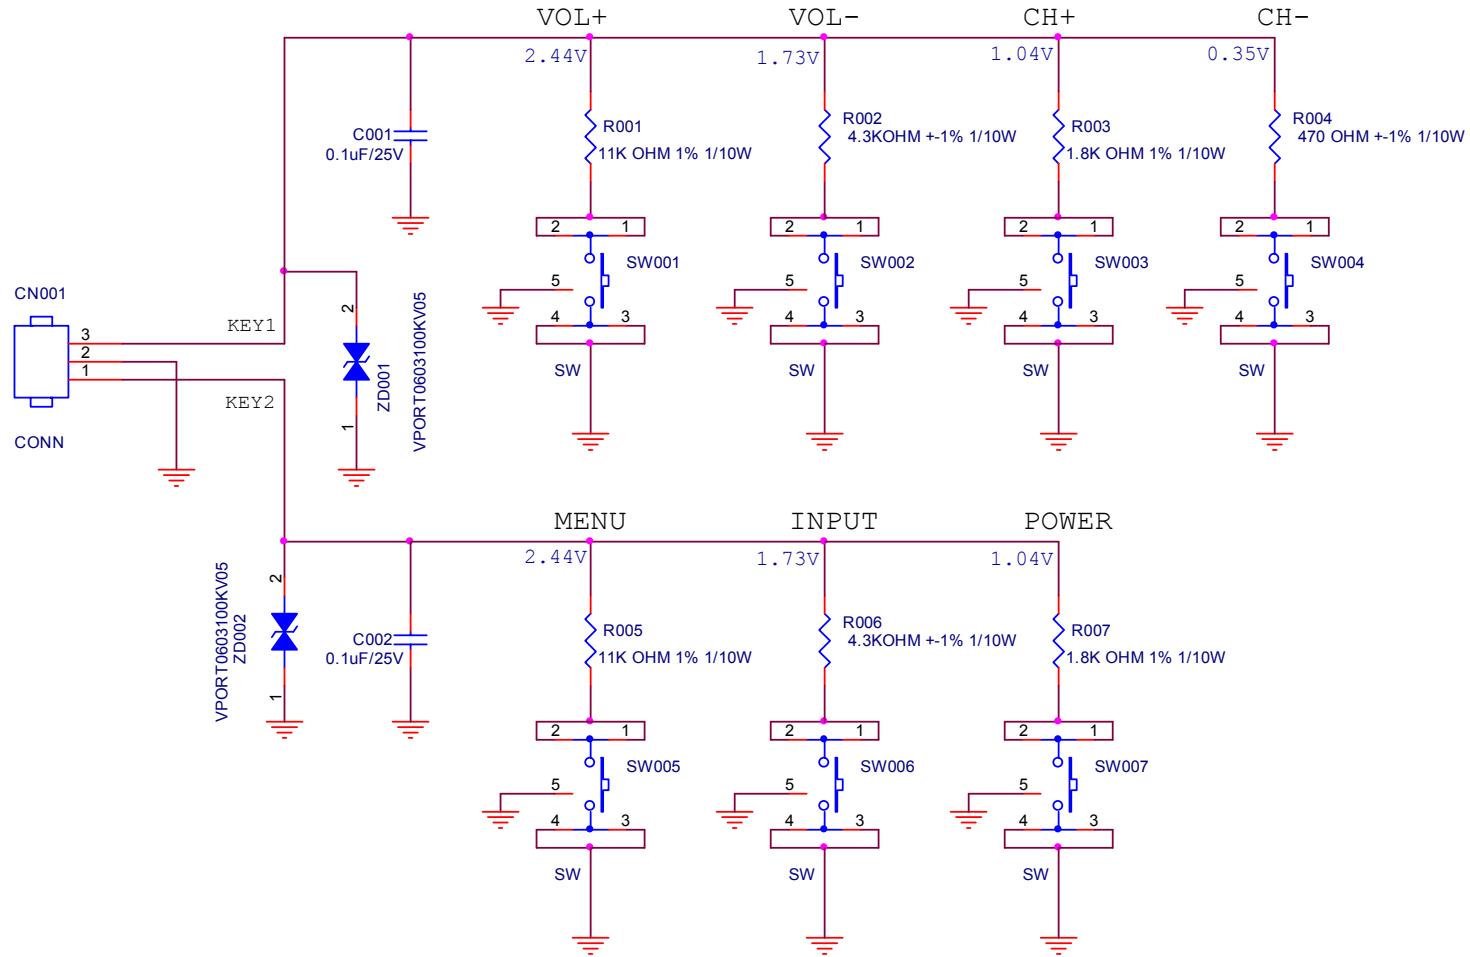 VOL+ VOL- CH+ CH-
2.44V 1.73V 1.04V 0.35V
C001
0.1uF/25V
R001
11K OHM 1% 1/10W
R002
4.3KOHM +-1% 1/10W
R003
1.8K OHM 1% 1/10W
R004
470 OHM +-1% 1/10W
2 1 2 1 2 1 2 1
SW001 SW002 SW003 SW004
5 5 5 5
4 3 4 3 4 3 4 3
SW SW SW SW
CN001
3
2
1
CONN
KEY1
KEY2
2
1
ZD001
VPORT0603100KV05
MENU INPUT POWER
2.44V 1.73V 1.04V
VPORT0603100KV05
ZD002
2
1
C002
0.1uF/25V
R005
11K OHM 1% 1/10W
R006
4.3KOHM +-1% 1/10W
R007
1.8K OHM 1% 1/10W
2 1 2 1 2 1
SW005 SW006 SW007
5 5 5
4 3 4 3 4 3
SW SW SW